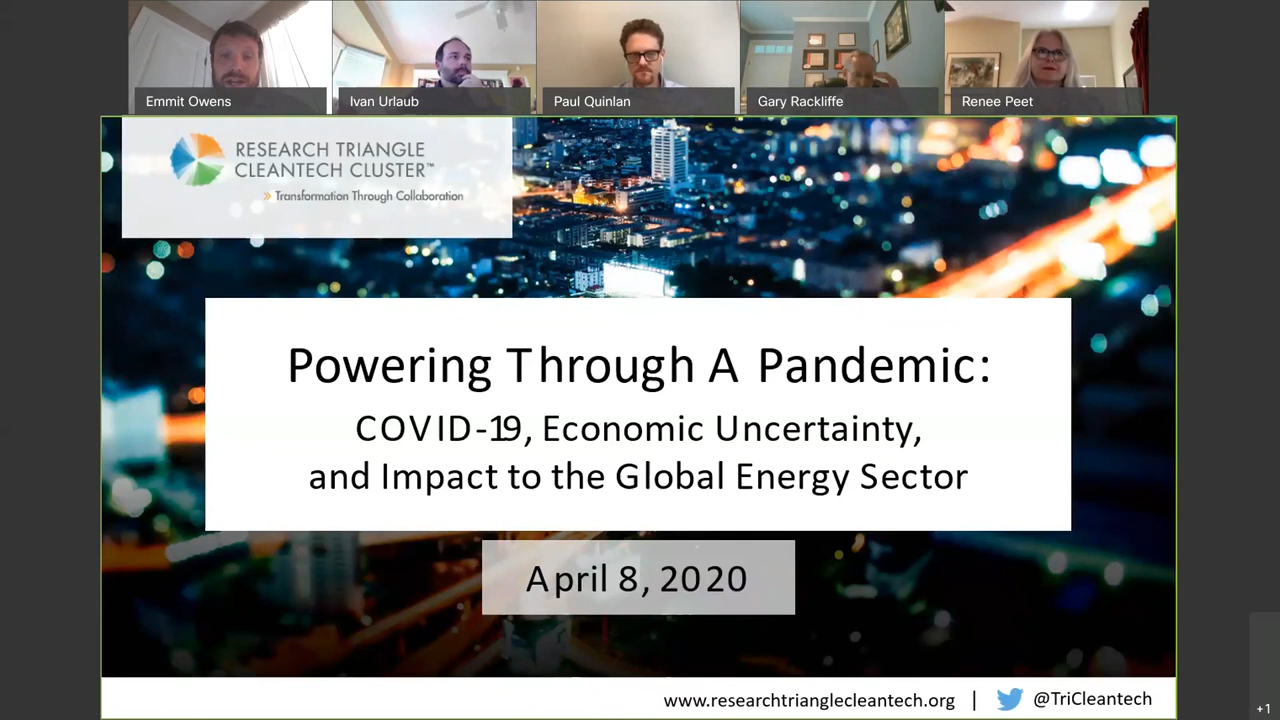 Emmit Owens
Ivan Urlaub
Paul Quinlan
Gary Rackliffe
Renee Peet
RESEARCH TRIANGLE
CLEANTECH CLUSTER™
» Transformation Through Collaboration
Powering Through A Pandemic:
COVID-19, Economic Uncertainty,
and Impact to the Global Energy Sector
April 8, 2020
www.researchtrianglecleantech.org | @TriCleantech
+1